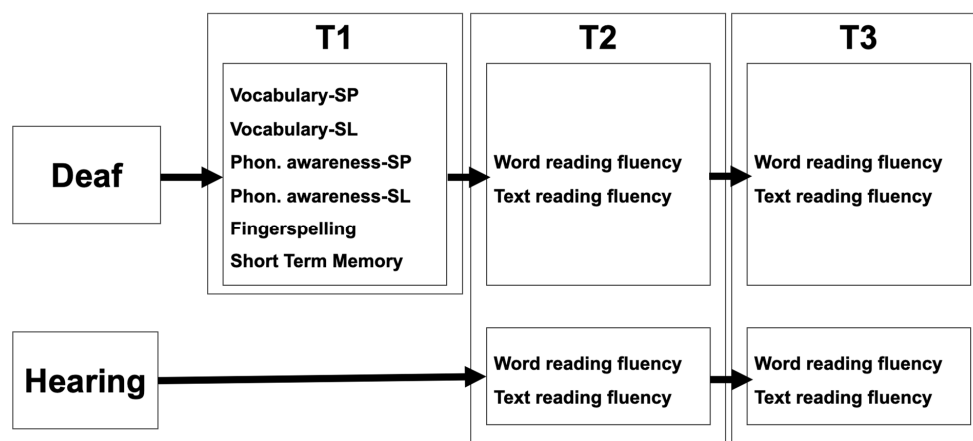 T1
T2
T3
Deaf
Vocabulary-SP
Vocabulary-SL
Phon. awareness-SP
Phon. awareness-SL
Fingerspelling
Short Term Memory
Word reading fluency
Text reading fluency
Word reading fluency
Text reading fluency
Hearing
Word reading fluency
Text reading fluency
Word reading fluency
Text reading fluency